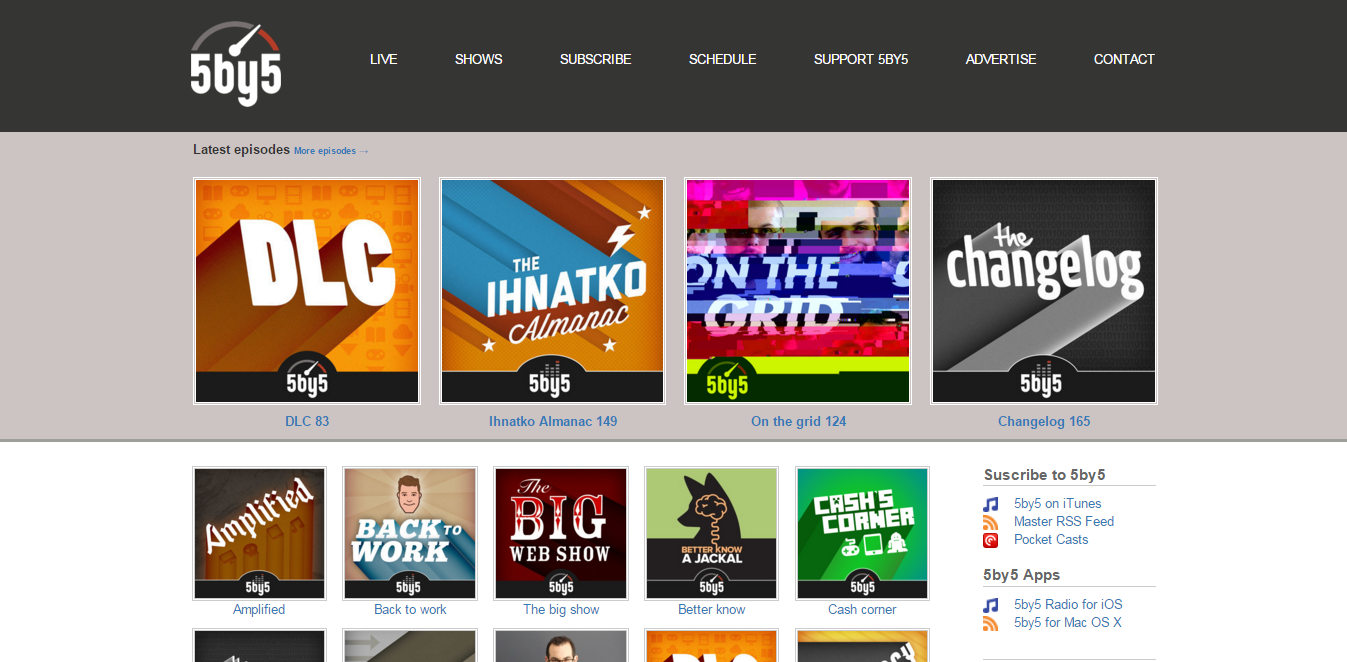 5by5
LIVE SHOWS SUBSCRIBE SCHEDULE SUPPORT 5BY5 ADVERTISE CONTACT
Latest episodes More episodes →
DLC
5by5
THE
IHNATKO
Almanac
5by5
ON THE
GRID
5by5
the
changelog
5by5
DLC 83
Ihnatko Almanac 149
On the grid 124
Changelog 165
Amplified
5by5
BACK TO
WORK
5by5
The
BIG
WEB SHOW
5by5
BETTER KNOW
A JACKAL
5by5
CASH'S
CORNER
5by5
Amplified
Back to work
The big show
Better know
Cash corner
DLC
Suscribe to 5by5
5by5 on iTunes
Master RSS Feed
Pocket Casts
5by5 Apps
5by5 Radio for iOS
5by5 for Mac OS X